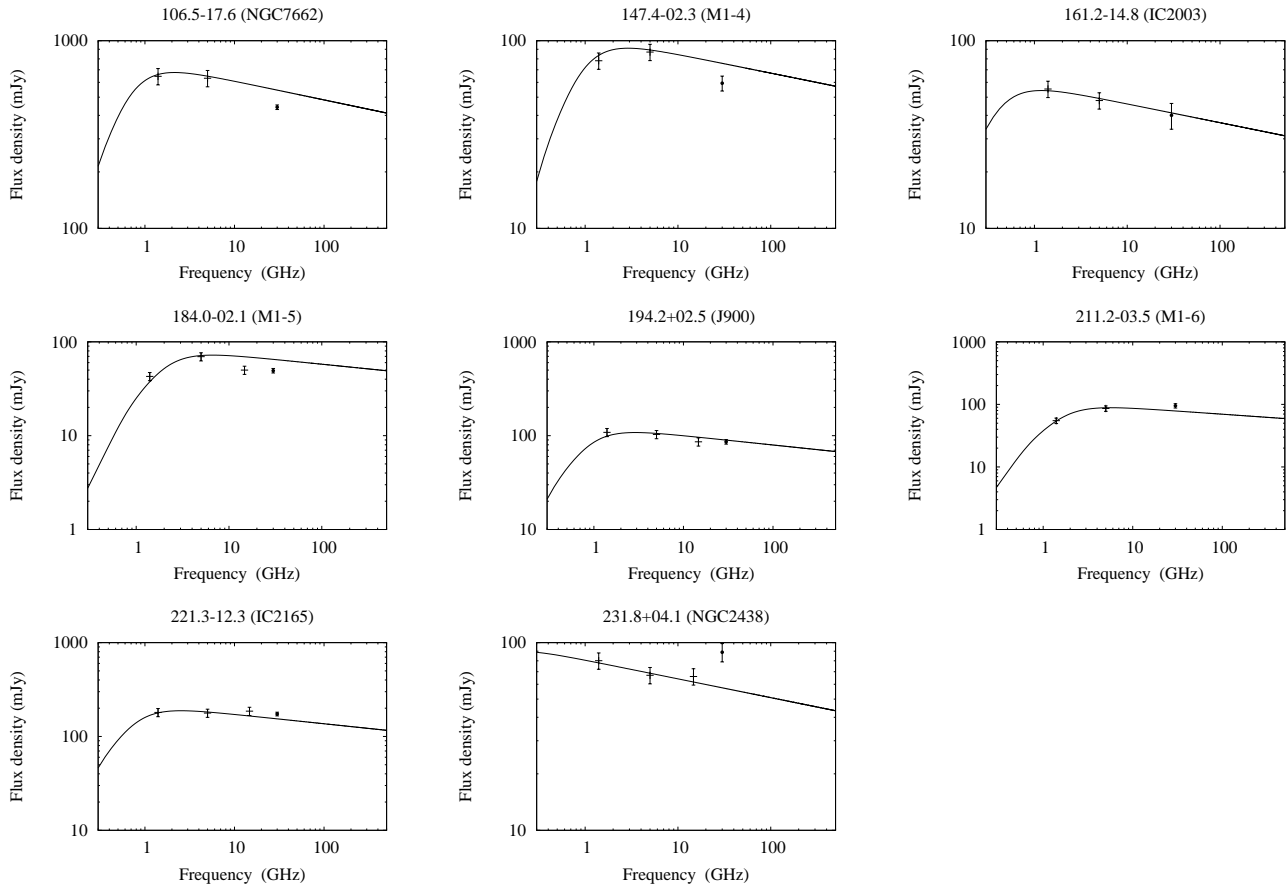 106.5-17.6 (NGC7662)
1000
100
Flux density (mJy)
1
10
100
Frequency (GHz)
147.4-02.3 (M1-4)
100
10
Flux density (mJy)
1
10
100
Frequency (GHz)
161.2-14.8 (IC2003)
100
10
Flux density (mJy)
1
10
100
Frequency (GHz)
184.0-02.1 (M1-5)
100
10
1
Flux density (mJy)
1
10
100
Frequency (GHz)
194.2+02.5 (J900)
1000
100
10
Flux density (mJy)
1
10
100
Frequency (GHz)
211.2-03.5 (M1-6)
1000
100
10
1
Flux density (mJy)
1
10
100
Frequency (GHz)
221.3-12.3 (IC2165)
1000
100
10
Flux density (mJy)
1
10
100
Frequency (GHz)
231.8+04.1 (NGC2438)
100
10
Flux density (mJy)
1
10
100
Frequency (GHz)